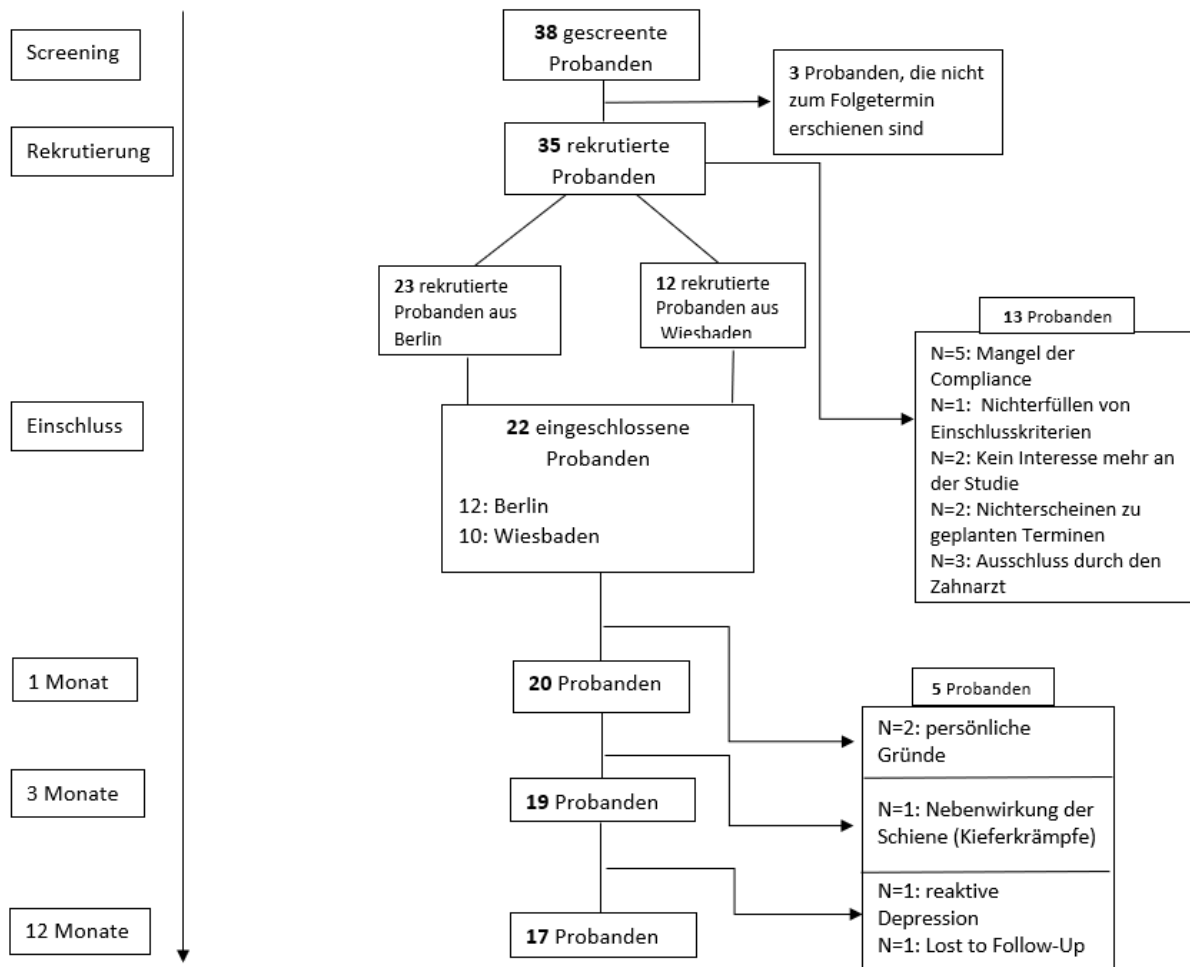 Screening
38 gescreente
Probanden
3 Probanden, die nicht
zum Folgetermin
erschienen sind
Rekrutierung
35 rekrutierte
Probanden
23 rekrutierte
Probanden aus
Berlin
12 rekrutierte
Probanden aus
Wiesbaden
13 Probanden
N=5: Mangel der
Compliance
N=1: Nichterfüllen von
Einschlusskriterien
N=2: Kein Interesse mehr an
der Studie
N=2: Nichterscheinen zu
geplanten Terminen
N=3: Ausschluss durch den
Zahnarzt
Einschluss
22 eingeschlossene
Probanden
12: Berlin
10: Wiesbaden
1 Monat
20 Probanden
5 Probanden
N=2: persönliche
Gründe
3 Monate
19 Probanden
N=1: Nebenwirkung der
Schiene (Kieferkrämpfe)
N=1: reaktive
Depression
N=1: Lost to Follow-Up
12 Monate
17 Probanden